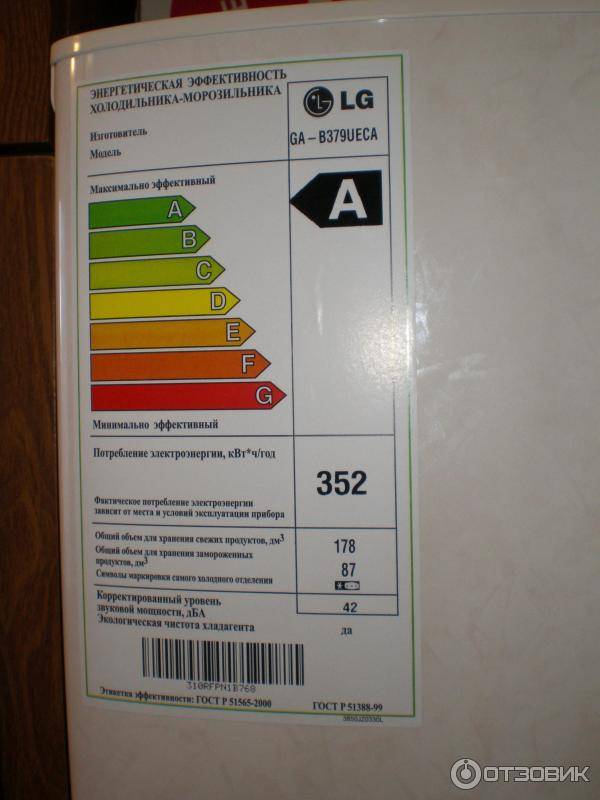 ЭНЕРГЕТИЧЕСКАЯ ЭФФЕКТИВНОСТЬ
ХОЛОДИЛЬНИКА-МОРОЗИЛЬНИКА
LG
Изготовитель
Модель
GA – B379UECA
Максимально эффективный
A
A
B
C
D
E
F
G
Минимально эффективный
Потребление электроэнергии, кВт*ч/год
352
Фактическое потребление электроэнергии
зависит от места и условий эксплуатации прибора
Общий объем для хранения свежих продуктов, дм³ 178
Общий объем для хранения замороженных
продуктов, дм³ 87
Символы маркировки самого холодного отделения
Корректированный уровень
звуковой мощности, дБА 42
Экологическая чистота хладагента да
310RFPN1B768
Этикетка эффективности: ГОСТ Р 51565-2000 ГОСТ Р 51388-99
3850JZ0330L
ОТЗОВИК